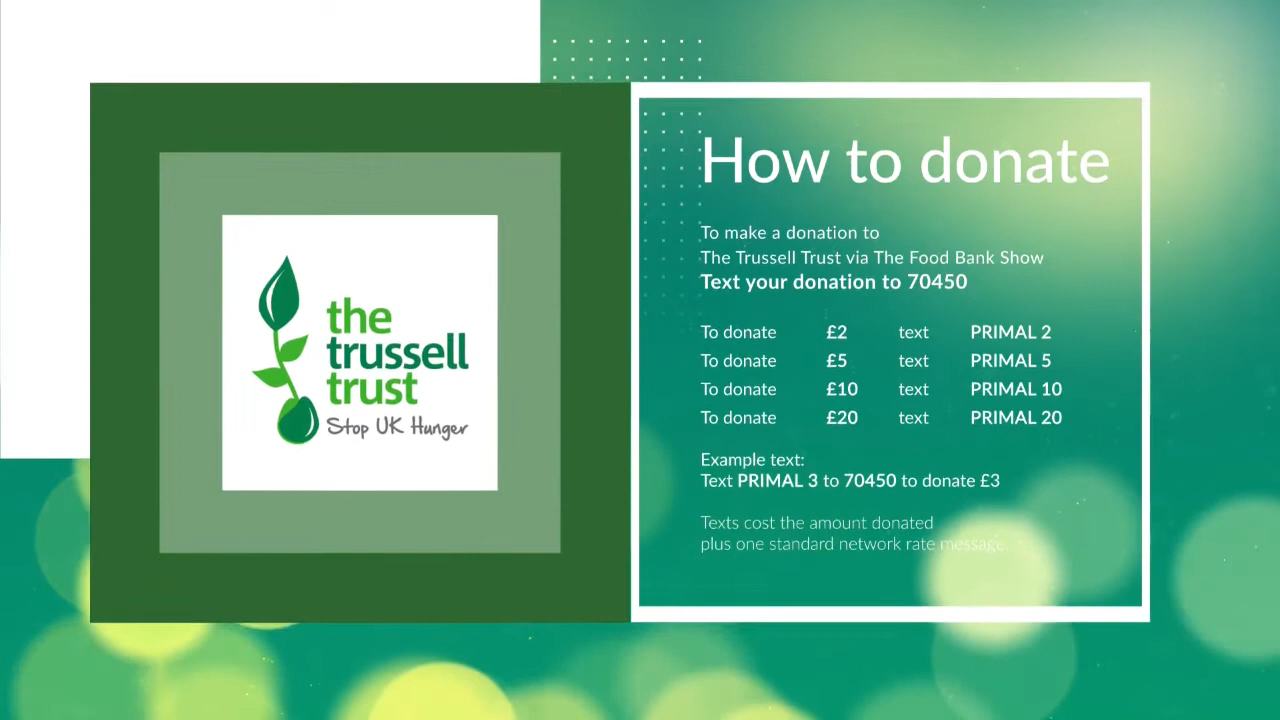 the
trussell
trust
Stop UK Hunger
How to donate
To make a donation to
The Trussell Trust via The Food Bank Show
Text your donation to 70450
To donate £2 text PRIMAL 2
To donate £5 text PRIMAL 5
To donate £10 text PRIMAL 10
To donate £20 text PRIMAL 20
Example text:
Text PRIMAL 3 to 70450 to donate £3
Texts cost the amount donated
plus one standard network rate message.